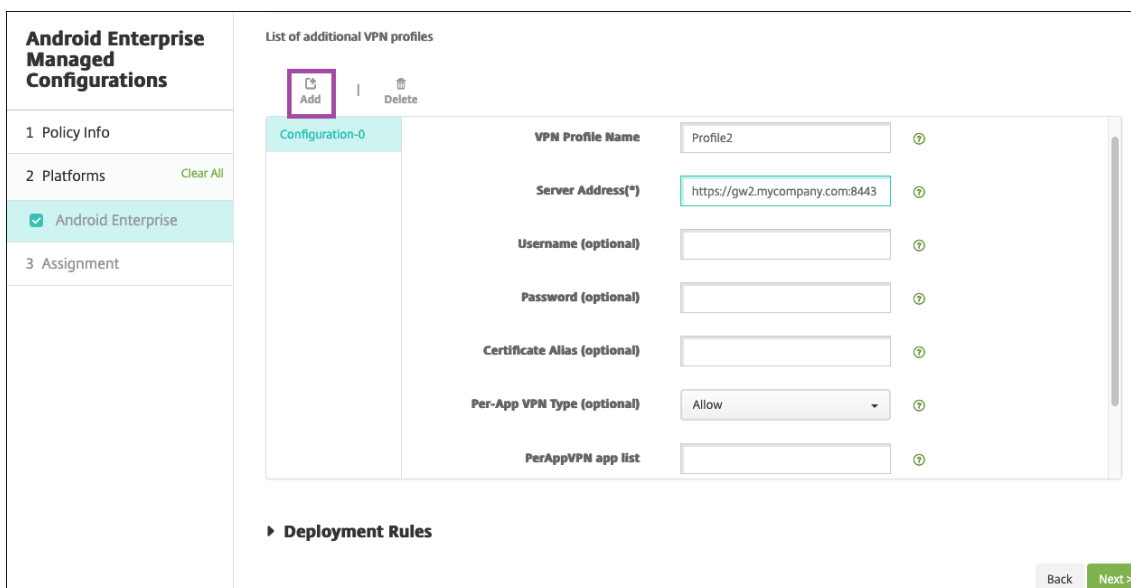 Android Enterprise
Managed
Configurations
1 Policy Info
2 Platforms
Clear All
Android Enterprise
3 Assignment
List of additional VPN profiles
Add
|
Delete
Configuration-0
VPN Profile Name
Profile2
Server Address(*)
https://gw2.mycompany.com:8443
Username (optional)
Password (optional)
Certificate Alias (optional)
Per-App VPN Type (optional)
Allow
PerAppVPN app list
Deployment Rules
Back
Next >